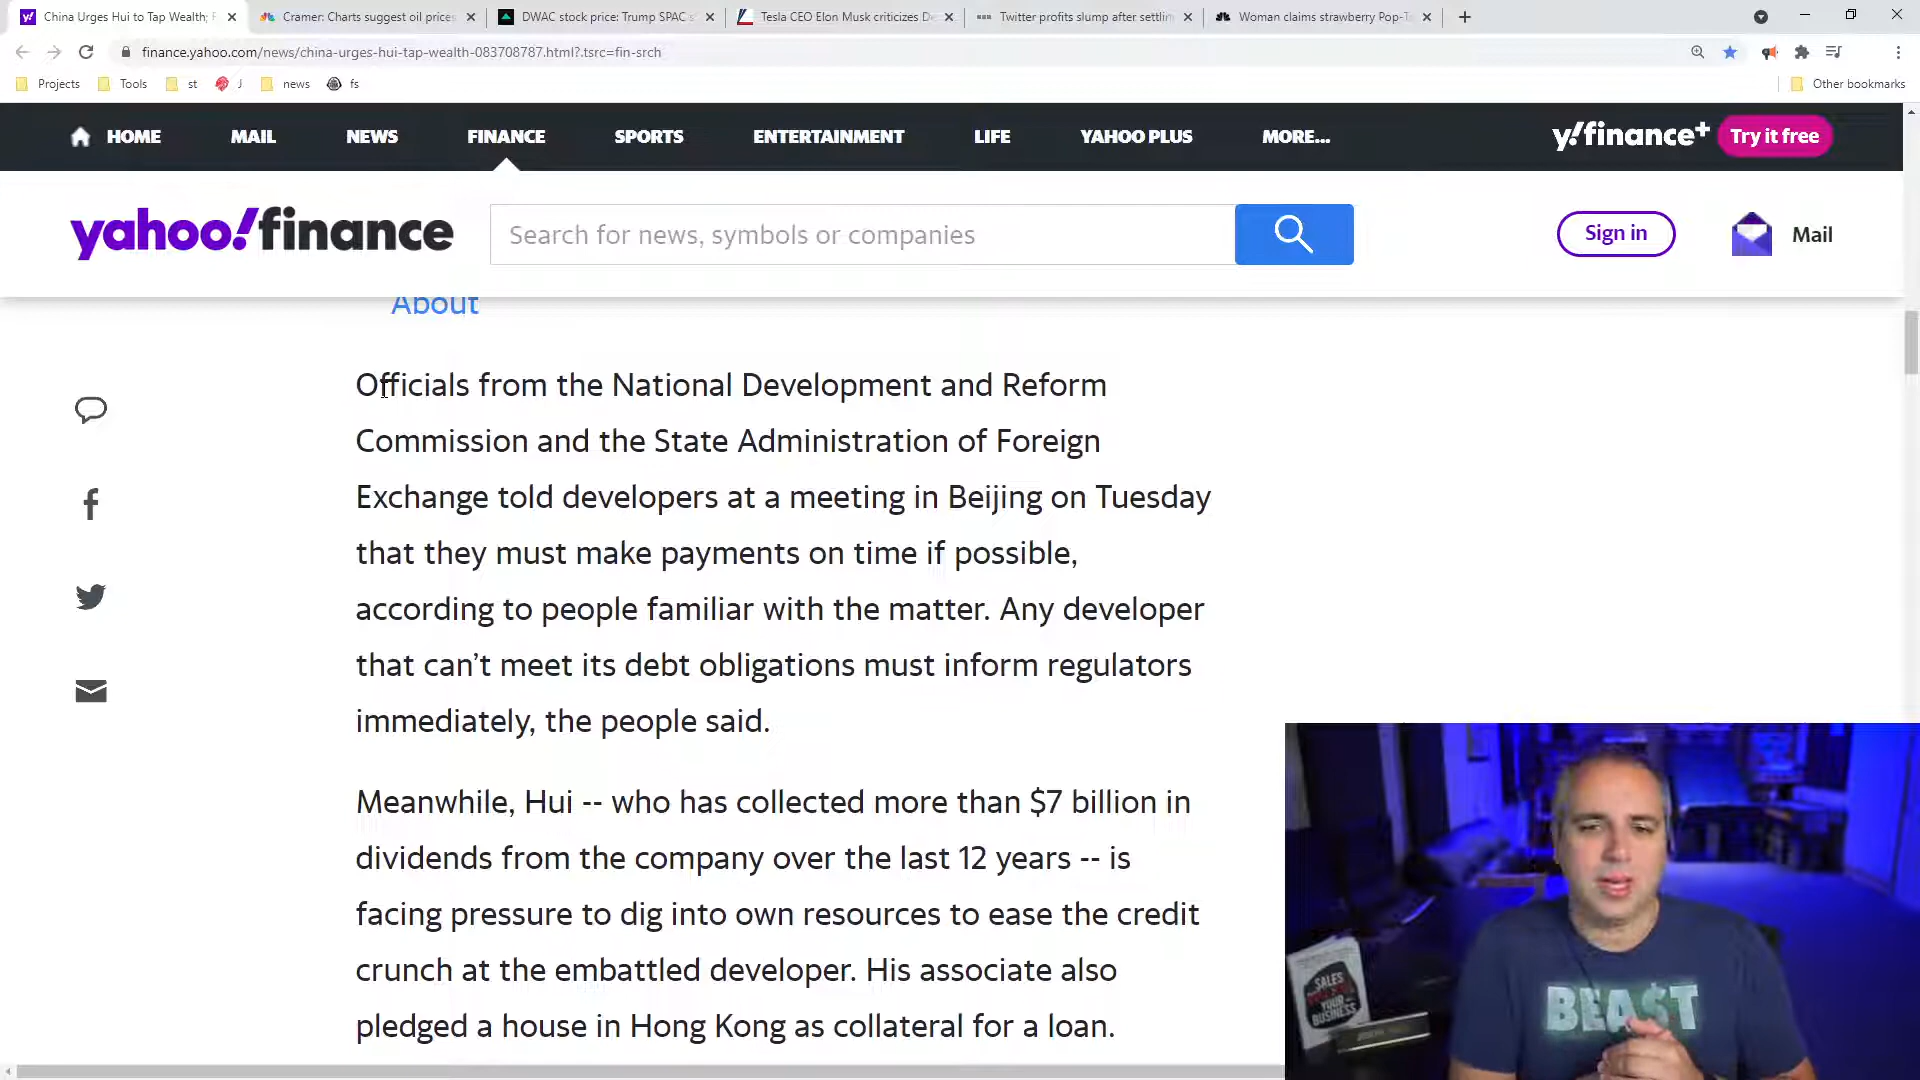 China Urges Hui to Tap Wealth;
Cramer: Charts suggest oil prices
DWAC stock price: Trump SPAC s
Tesla CEO Elon Musk criticizes De
Twitter profits slump after settlin
Woman claims strawberry Pop-T
finance.yahoo.com/news/china-urges-hui-tap-wealth-083708787.html?.tsrc=fin-srch
Projects Tools st J news fs Other bookmarks
HOME MAIL NEWS FINANCE SPORTS ENTERTAINMENT LIFE YAHOO PLUS MORE... y!finance+ Try it free
yahoo!finance Search for news, symbols or companies Sign in Mail
About
Officials from the National Development and Reform
Commission and the State Administration of Foreign
Exchange told developers at a meeting in Beijing on Tuesday
that they must make payments on time if possible,
according to people familiar with the matter. Any developer
that can’t meet its debt obligations must inform regulators
immediately, the people said.
Meanwhile, Hui -- who has collected more than $7 billion in
dividends from the company over the last 12 years -- is
facing pressure to dig into own resources to ease the credit
crunch at the embattled developer. His associate also
pledged a house in Hong Kong as collateral for a loan.
SALES
YOUR
BUSINESS
BEA$T